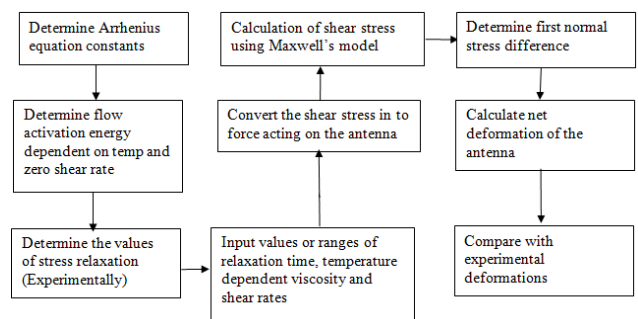 Determine Arrhenius
equation constants
Determine flow
activation energy
dependent on temp and
zero shear rate
Determine the values
of stress relaxation
(Experimentally)
Input values or ranges of
relaxation time, temperature
dependent viscosity and
shear rates
Convert the shear stress in to
force acting on the antenna
Calculation of shear stress
using Maxwell's model
Determine first normal
stress difference
Calculate net
deformation of the
antenna
Compare with
experimental
deformations